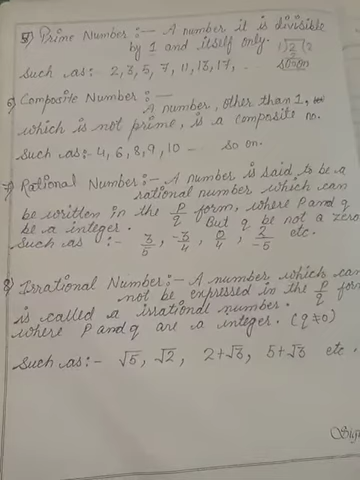 5) Prime Number :- A number it is divisible
by 1 and itself only. 1)2(2
Such as:- 2, 3, 5, 7, 11, 13, 17, . soon
6) Composite Number :-
A number, other than 1,
which is not prime, is a composite no.
Such as:- 4, 6, 8, 9, 10 - so on.
7) Rational Number :- A number is said to be a
rational number which can
be written in the P/q form, where P and q
be a integer. But q be not a zero
Such as :- 3/5, -3/4, 0/4, 2/-5 etc.
8) Irrational Number :- A number which can
not be expressed in the P/q form
is called a irrational number.
where P and q are a integer. (q ≠ 0)
Such as:- √5, √2, 2+√3, 5+√3 etc.